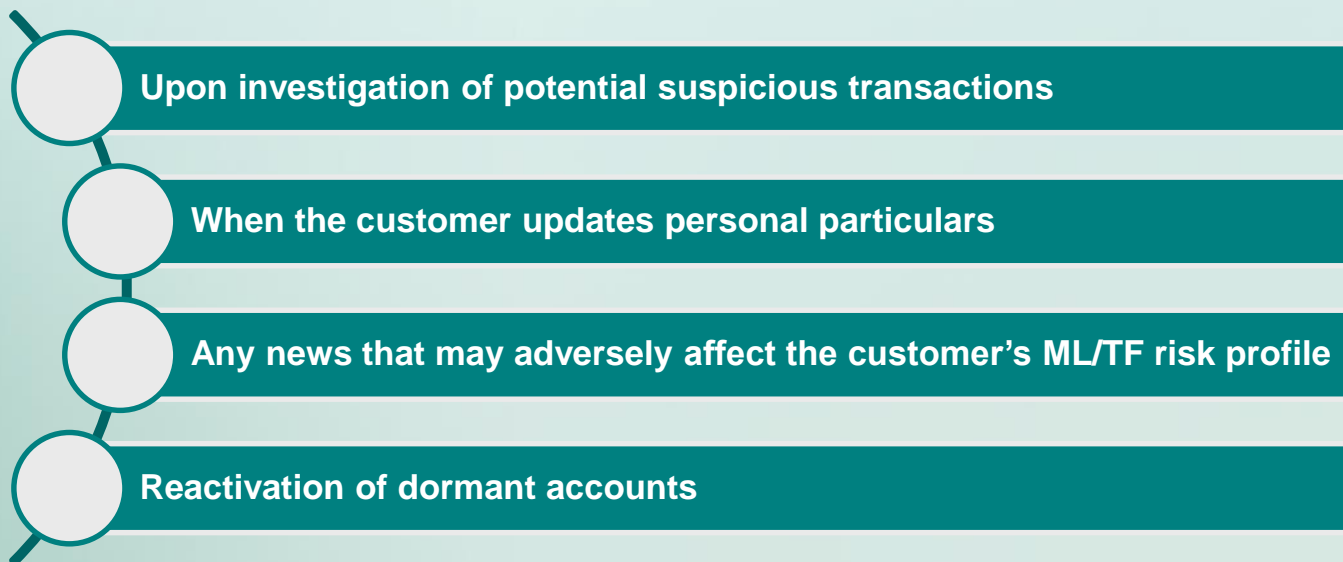 Upon investigation of potential suspicious transactions
When the customer updates personal particulars
Any news that may adversely affect the customer’s ML/TF risk profile
Reactivation of dormant accounts